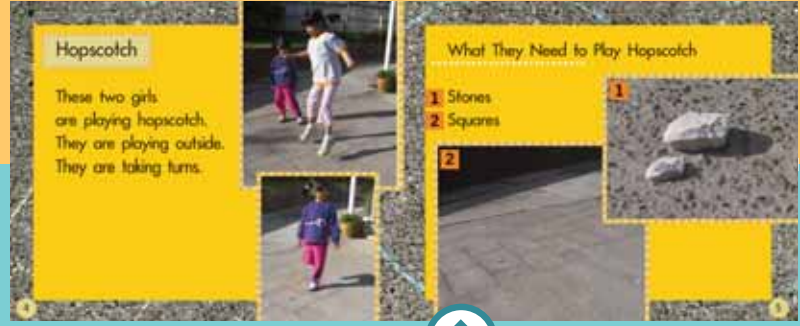 Hopscotch
These two girls
are playing hopscotch.
They are playing outside.
They are taking turns.
4
What They Need to Play Hopscotch
1 Stones
2 Squares
1
2
5